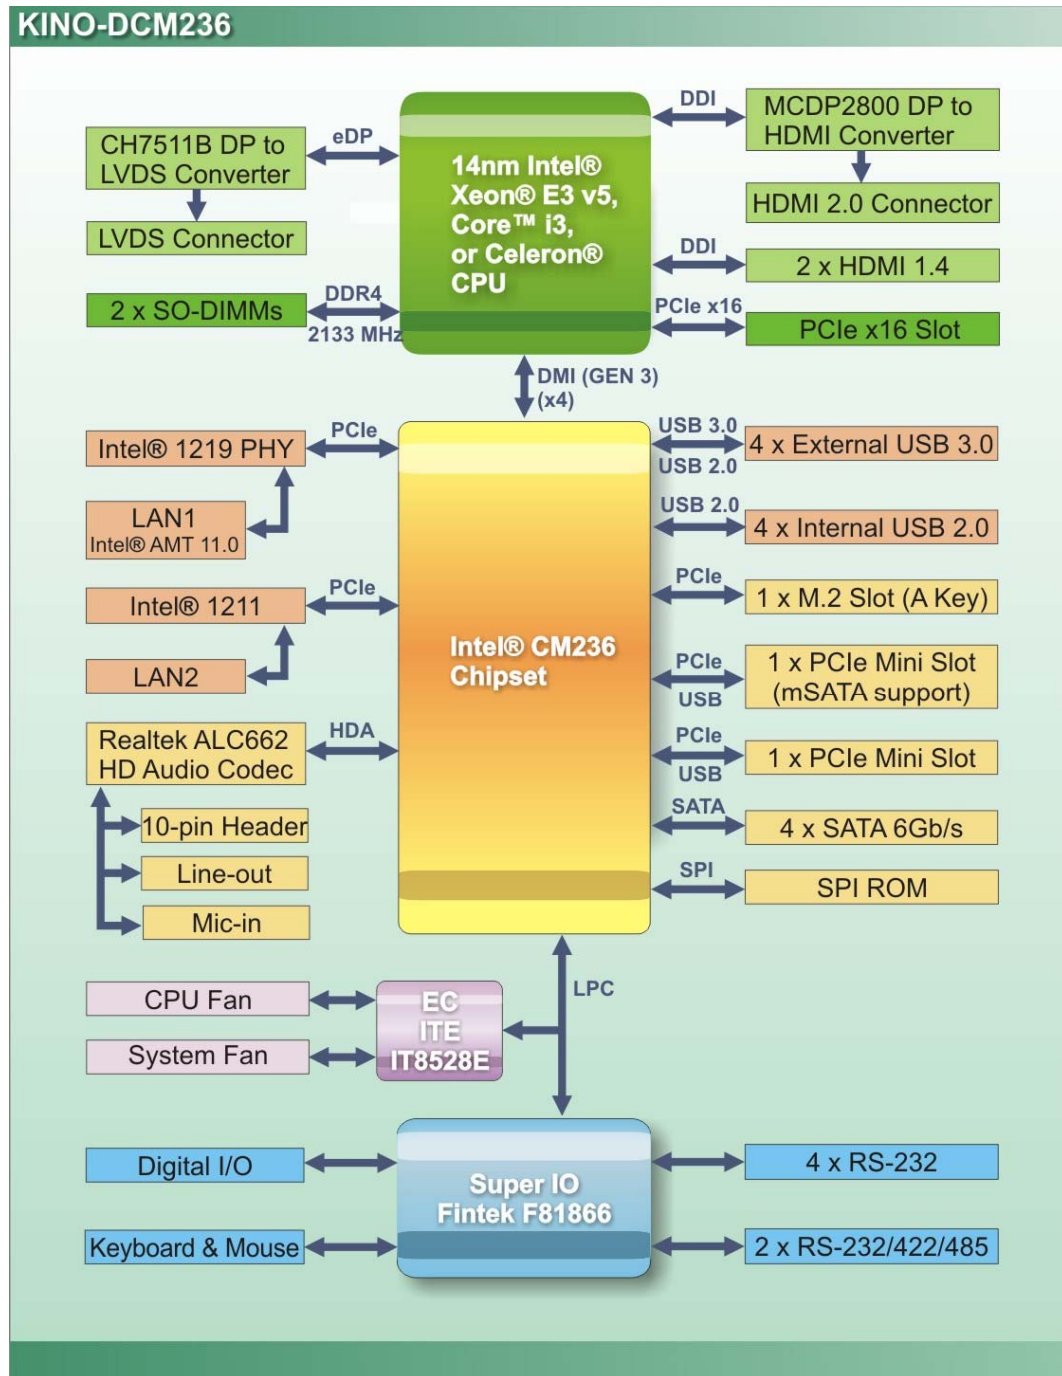 KINO-DCM236
CH7511B DP to
LVDS Converter
eDP
LVDS Connector
2 x SO-DIMMs
DDR4
2133 MHz
14nm Intel®
Xeon® E3 v5,
Core™ i3,
or Celeron®
CPU
DDI
MCDP2800 DP to
HDMI Converter
HDMI 2.0 Connector
DDI
2 x HDMI 1.4
PCIe x16
PCIe x16 Slot
DMI (GEN 3)
(x4)
Intel® 1219 PHY
PCIe
LAN1
Intel® AMT 11.0
Intel® 1211
PCIe
LAN2
Realtek ALC662
HD Audio Codec
HDA
10-pin Header
Line-out
Mic-in
Intel® CM236
Chipset
USB 3.0
USB 2.0
4 x External USB 3.0
USB 2.0
4 x Internal USB 2.0
PCIe
1 x M.2 Slot (A Key)
PCIe
USB
1 x PCIe Mini Slot
(mSATA support)
PCIe
USB
1 x PCIe Mini Slot
SATA
4 x SATA 6Gb/s
SPI
SPI ROM
LPC
CPU Fan
System Fan
EC
ITE
IT8528E
Digital I/O
Keyboard & Mouse
Super IO
Fintek F81866
4 x RS-232
2 x RS-232/422/485